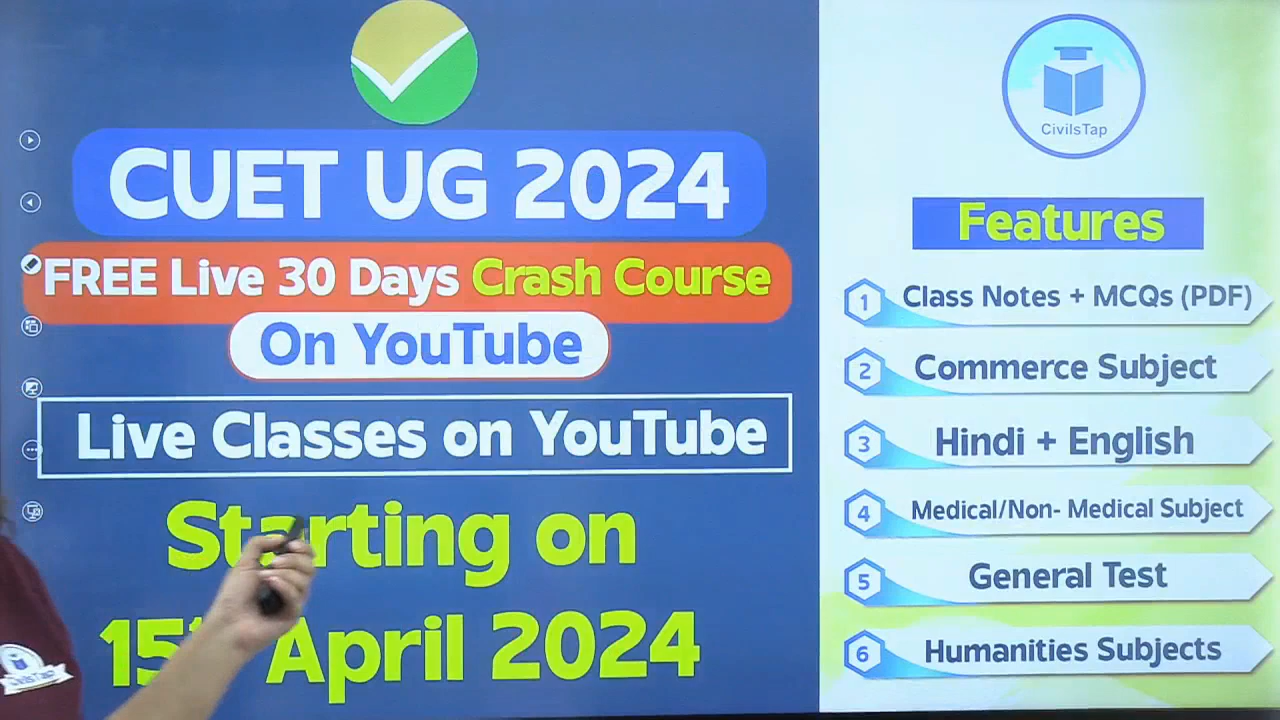 CUET UG 2024
FREE Live 30 Days Crash Course
On YouTube
Live Classes on YouTube
Starting on
15th April 2024
CivilsTap
Features
1 Class Notes + MCQs (PDF)
2 Commerce Subject
3 Hindi + English
4 Medical/Non- Medical Subject
5 General Test
6 Humanities Subjects
CivilsTap